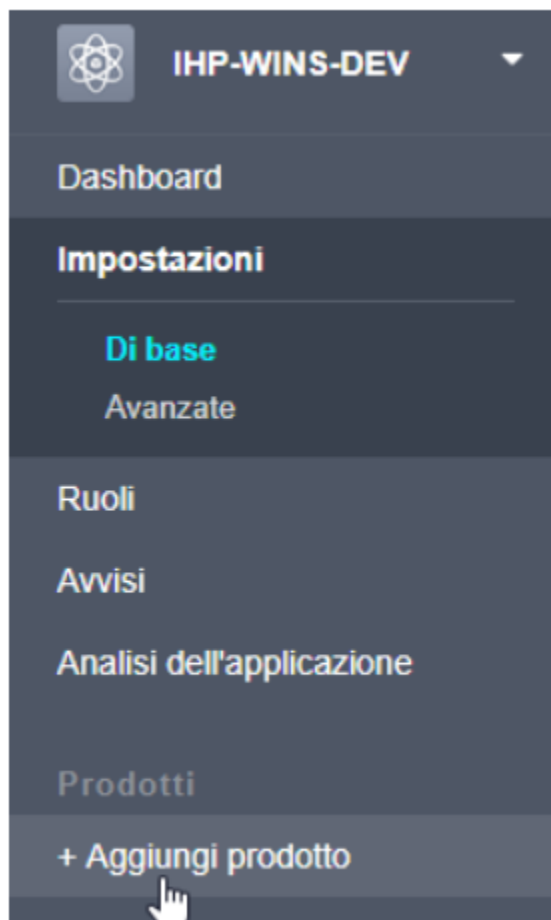 IHP-WINS-DEV
Dashboard
Impostazioni
Di base
Avanzate
Ruoli
Avvisi
Analisi dell'applicazione
Prodotti
+ Aggiungi prodotto